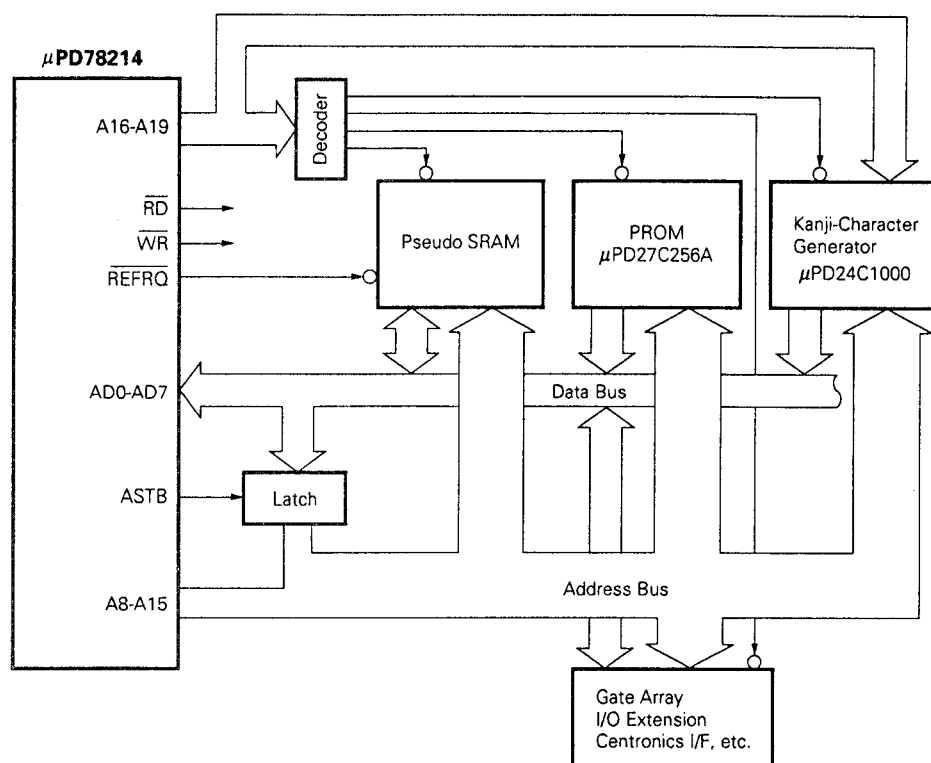 μPD78214
A16-A19
RD
WR
REFRQ
AD0-AD7
ASTB
A8-A15
Decoder
Pseudo SRAM
PROM
μPD27C256A
Kanji-Character
Generator
μPD24C1000
Data Bus
Latch
Address Bus
Gate Array
I/O Extension
Centronics I/F, etc.